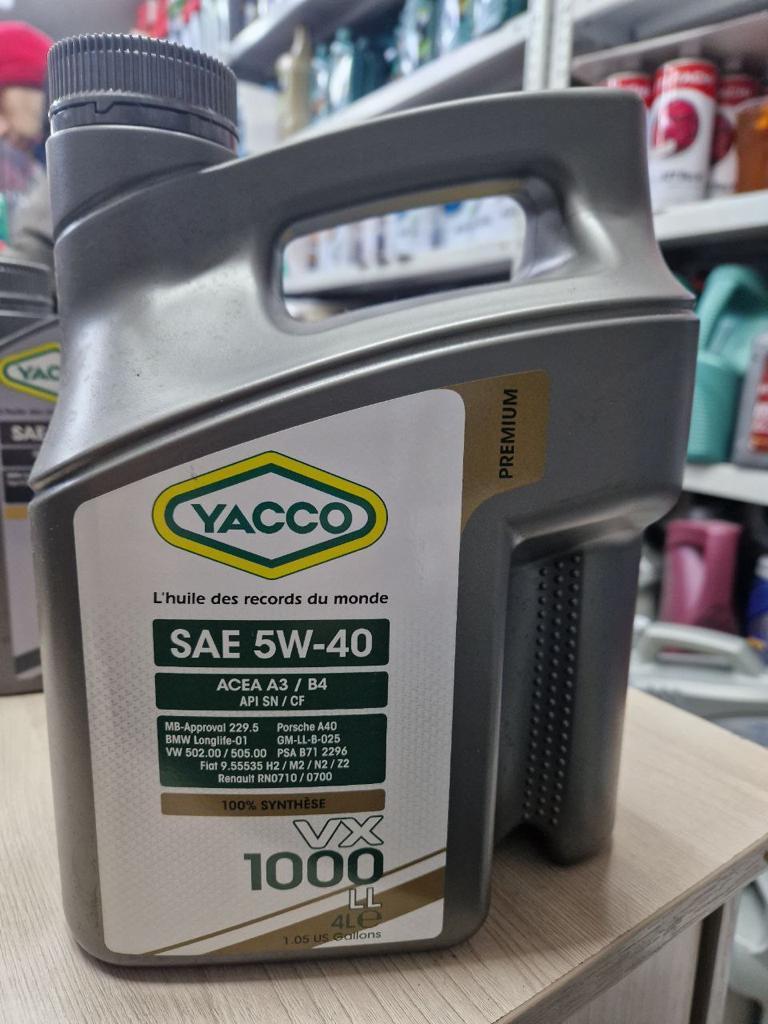 PREMIUM
YACCO
L'huile des records du monde
SAE 5W-40
ACEA A3 / B4
API SN / CF
MB-Approval 229.5 Porsche A40
BMW Longlife-01 GM-LL-B-025
VW 502.00 / 505.00 PSA B71 2296
Fiat 9.55535 H2 / M2 / N2 / Z2
Renault RN0710 / 0700
100% SYNTHÈSE
VX
1000
LL
4L e
1.05 US Gallons
YAC
SAE